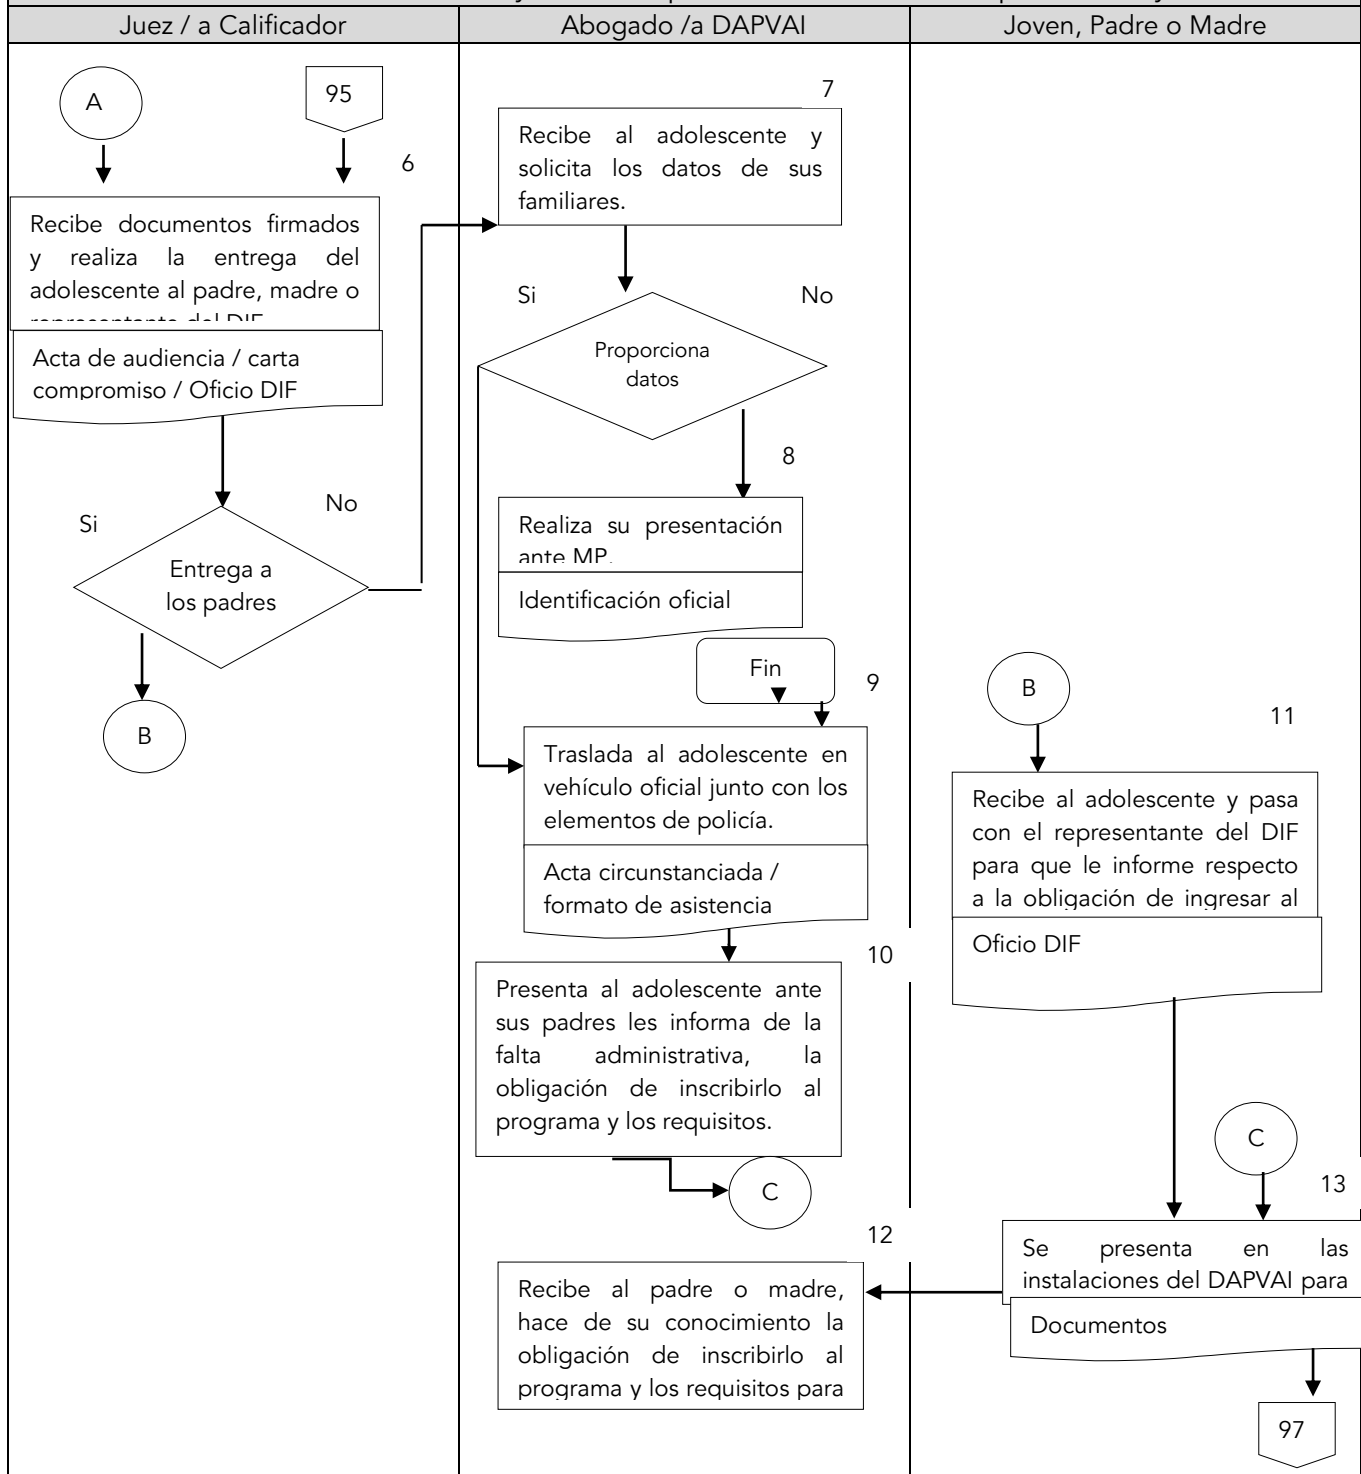 Juez / a Calificador
Abogado /a DAPVAI
Joven, Padre o Madre
A
95
6
Recibe documentos firmados
y realiza la entrega del
adolescente al padre, madre o
representante del DIF
Acta de audiencia / carta
compromiso / Oficio DIF
Si
No
Entrega a
los padres
B
7
Recibe al adolescente y
solicita los datos de sus
familiares.
Si
No
Proporciona
datos
8
Realiza su presentación
ante MP.
Identificación oficial
Fin
9
Traslada al adolescente en
vehículo oficial junto con los
elementos de policía.
Acta circunstanciada /
formato de asistencia
10
Presenta al adolescente ante
sus padres les informa de la
falta administrativa, la
obligación de inscribirlo al
programa y los requisitos.
C
12
Recibe al padre o madre,
hace de su conocimiento la
obligación de inscribirlo al
programa y los requisitos para
B
11
Recibe al adolescente y pasa
con el representante del DIF
para que le informe respecto
a la obligación de ingresar al
Oficio DIF
C
13
Se presenta en las
instalaciones del DAPVAI para
Documentos
97